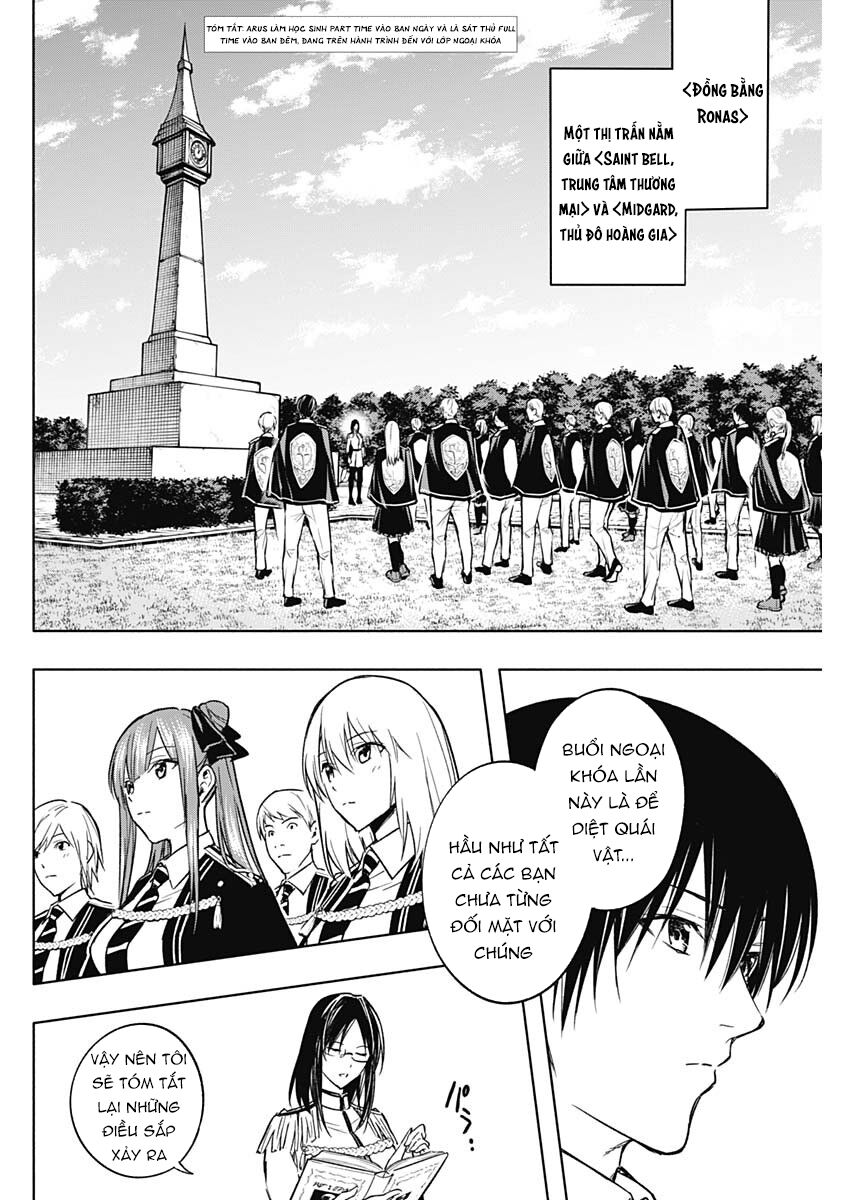 TÓM TẮT: ARUS LÀM HỌC SINH PART TIME VÀO BAN NGÀY VÀ LÀ SÁT THỦ FULL
TIME VÀO BAN ĐÊM, ĐANG TRÊN HÀNH TRÌNH ĐẾN VỚI LỚP NGOẠI KHÓA
<ĐỒNG BẰNG
RONAS>
MỘT THỊ TRẤN NẰM
GIỮA <SAINT BELL,
TRUNG TÂM THƯƠNG
MẠI> VÀ <MIDGARD,
THỦ ĐÔ HOÀNG GIA>
BUỔI NGOẠI
KHÓA LẦN
NÀY LÀ ĐỂ
DIỆT QUÁI
VẬT...
HẦU NHƯ TẤT
CẢ CÁC BẠN
CHƯA TỪNG
ĐỐI MẶT VỚI
CHÚNG
VẬY NÊN TÔI
SẼ TÓM TẮT
LẠI NHỮNG
ĐIỀU SẮP
XẢY RA
パラ